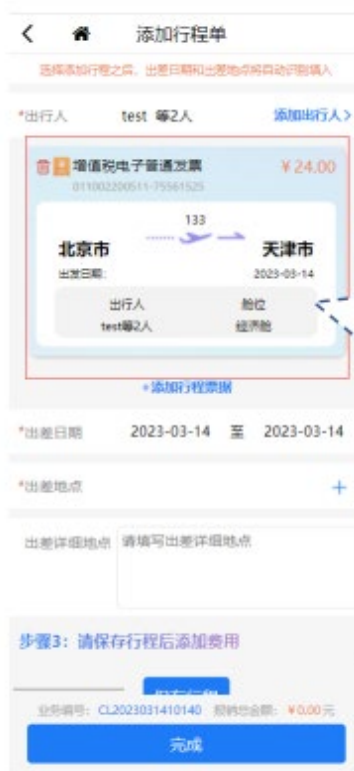 添加行程单
选择添加行程之后，出差日期和出差地点将自动识别填入
*出行人 test 等2人 添加出行人>
增值税电子普通发票 ¥24.00
011002200511-75561525
133
北京市 天津市
出发日期: 2023-03-14
出行人 舱位
test等2人 经济舱
+添加行程票据
*出差日期 2023-03-14 至 2023-03-14
*出差地点 +
出差详细地点 请填写出差详细地点
步骤3：请保存行程后添加费用
保存行程
业务编号: CL2023031410140 报销总金额: ¥0.00元
完成